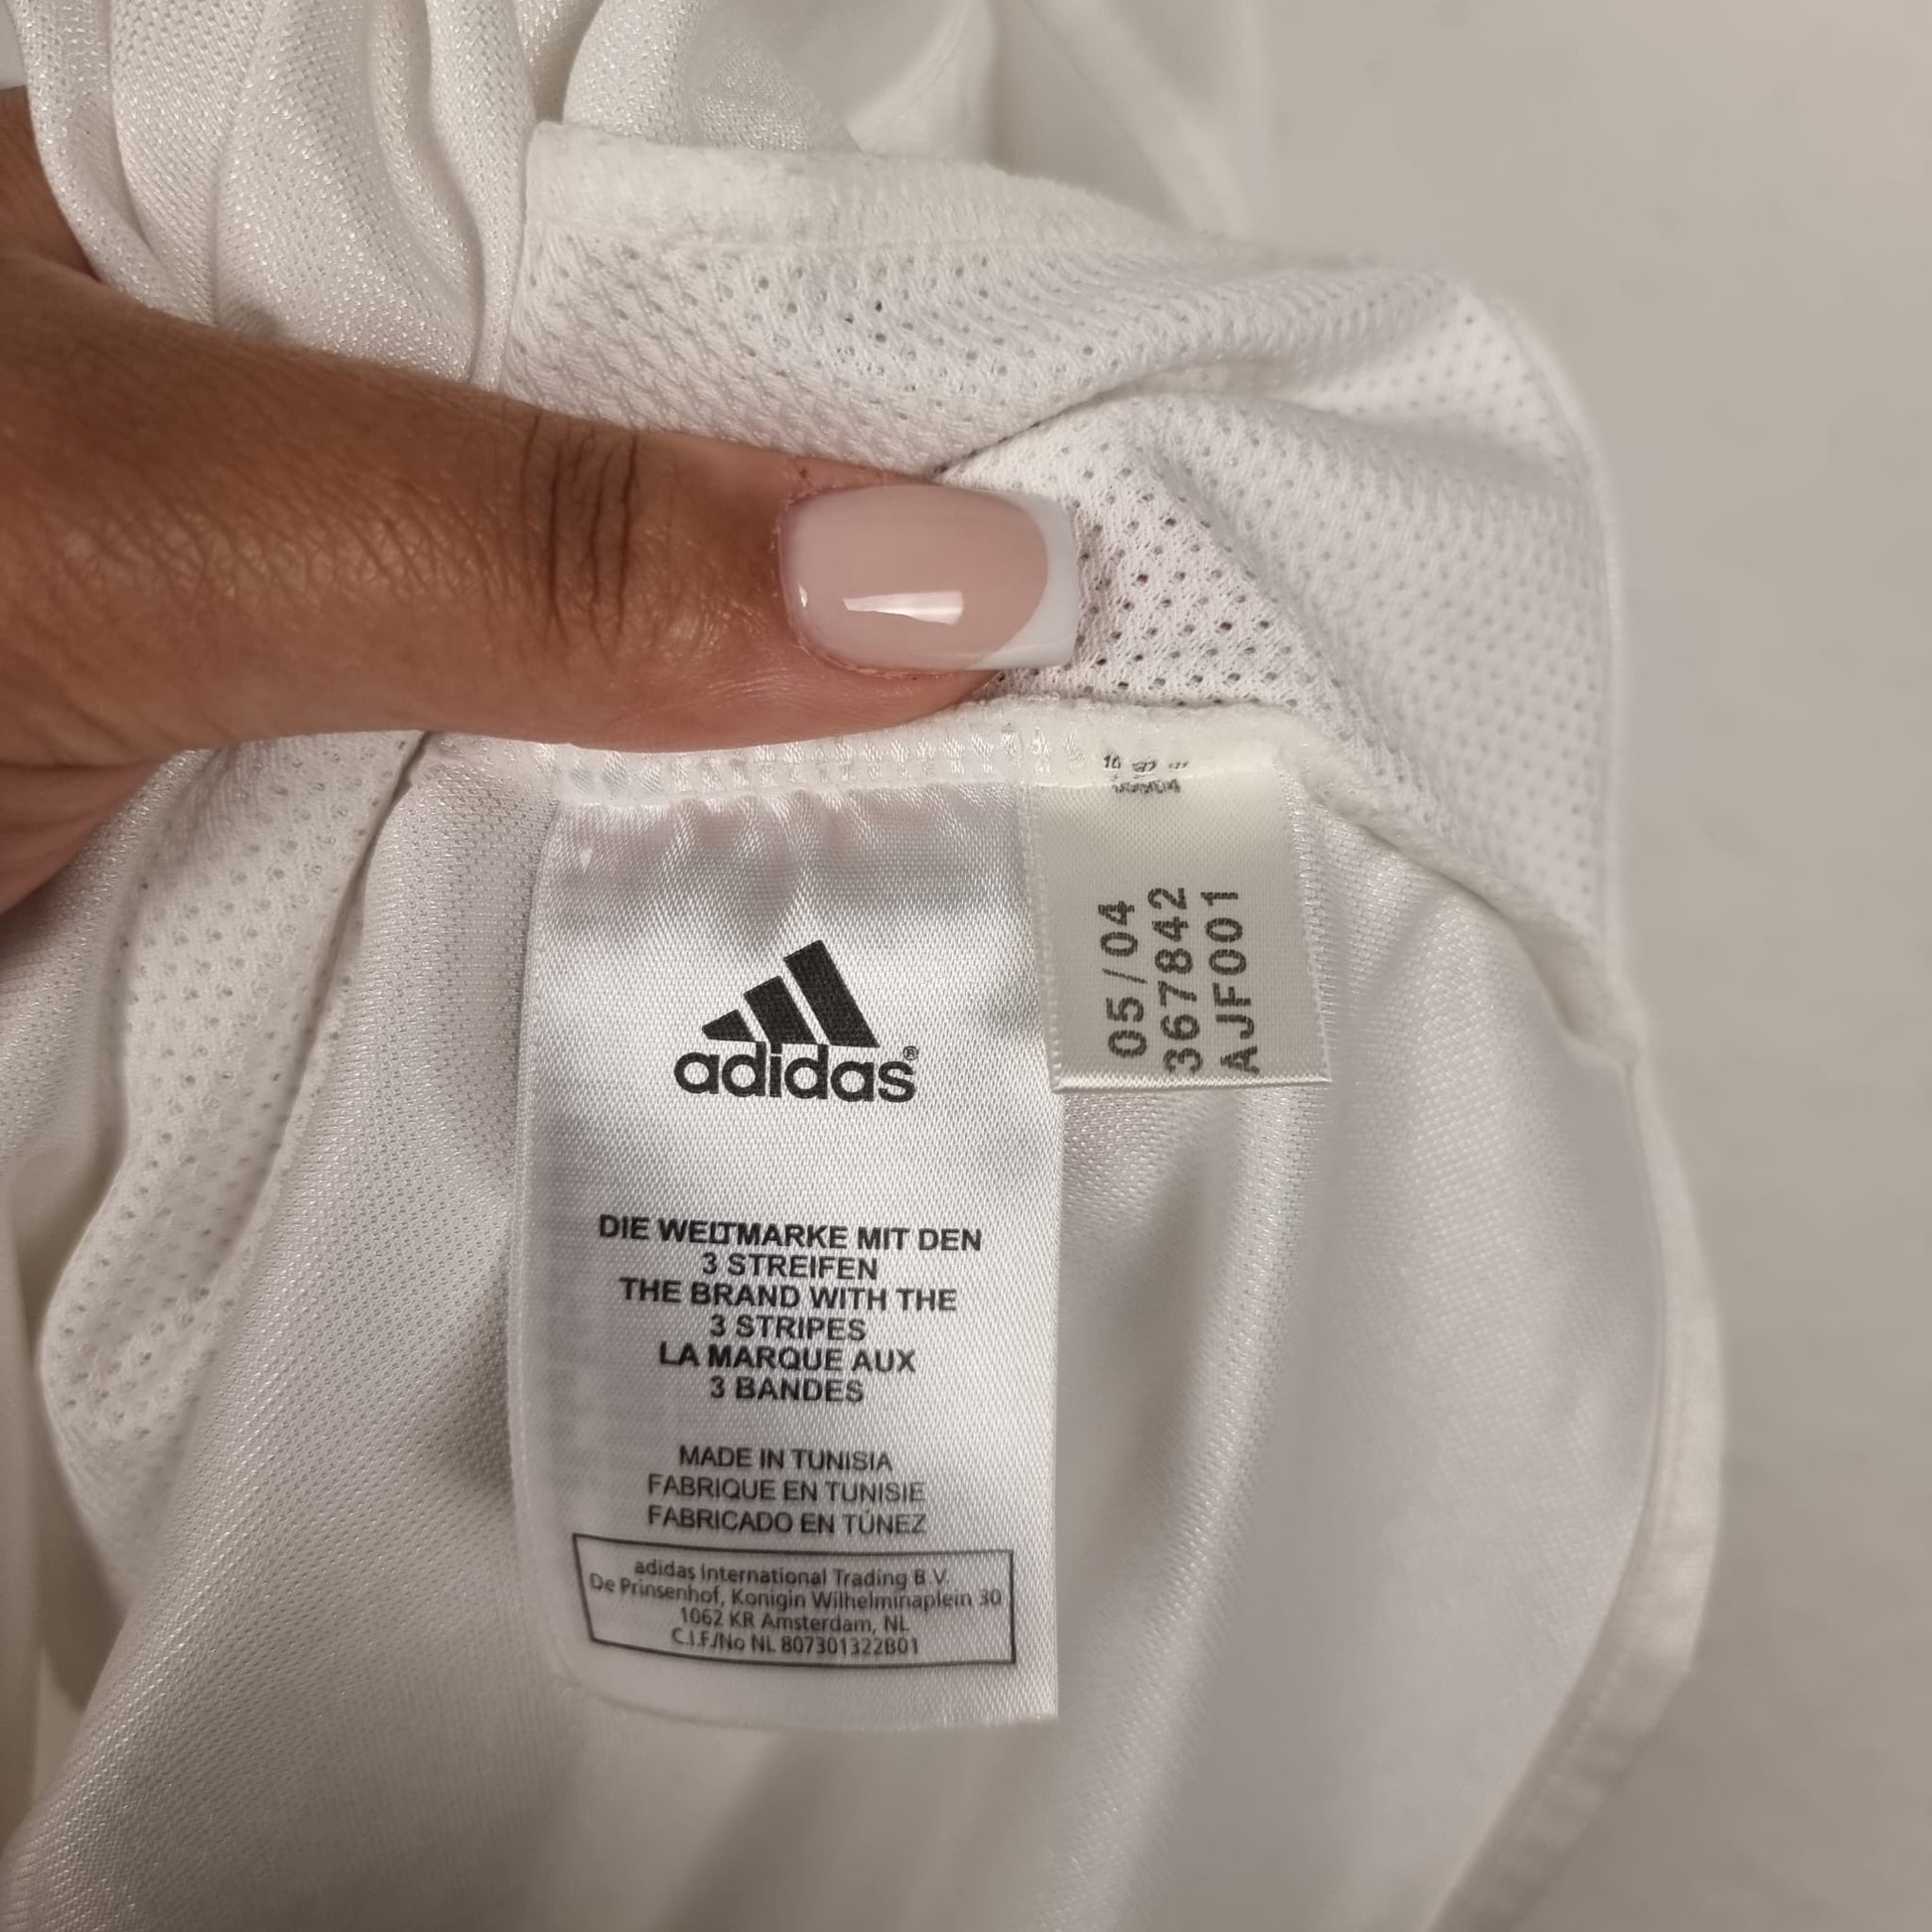 adidas®
DIE WELTMARKE MIT DEN
3 STREIFEN
THE BRAND WITH THE
3 STRIPES
LA MARQUE AUX
3 BANDES
MADE IN TUNISIA
FABRIQUE EN TUNISIE
FABRICADO EN TÚNEZ
adidas International Trading B.V.
De Prinsenhof, Konigin Wilhelminaplein 30
1062 KR Amsterdam, NL
C.I.F./No NL 807301322B01
05/04
367842
AJF001